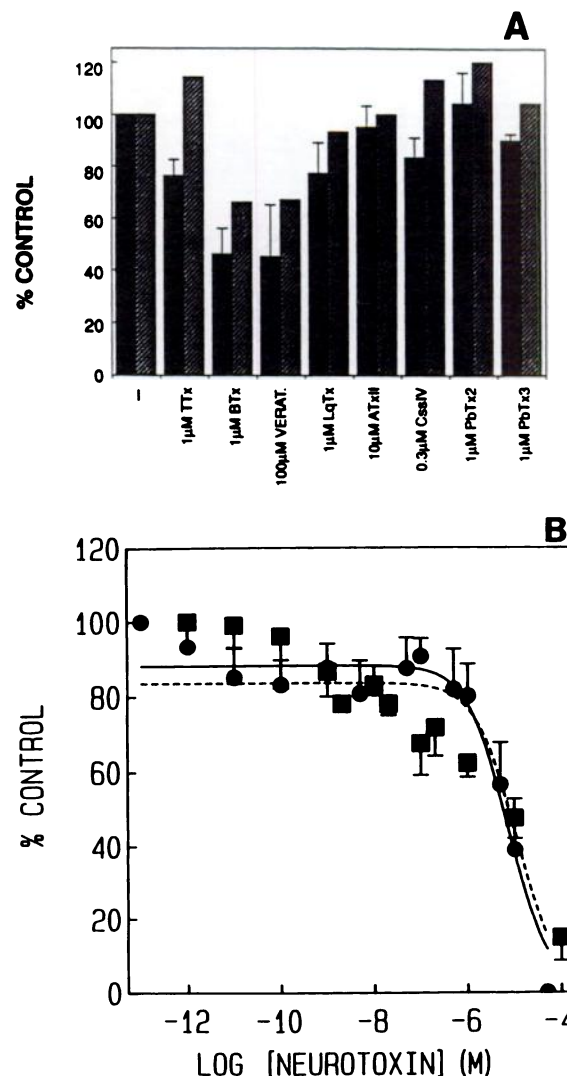 A
% CONTROL
120
100
80
60
40
20
0
–
1µM TTx
1µM BTx
100µM VERAT.
1µM LqTx
10µM ATxII
0.3µM CssIV
1µM PbTx2
1µM PbTx3
B
% CONTROL
120
100
80
60
40
20
0
-12 -10 -8 -6 -4
LOG [NEUROTOXIN] (M)